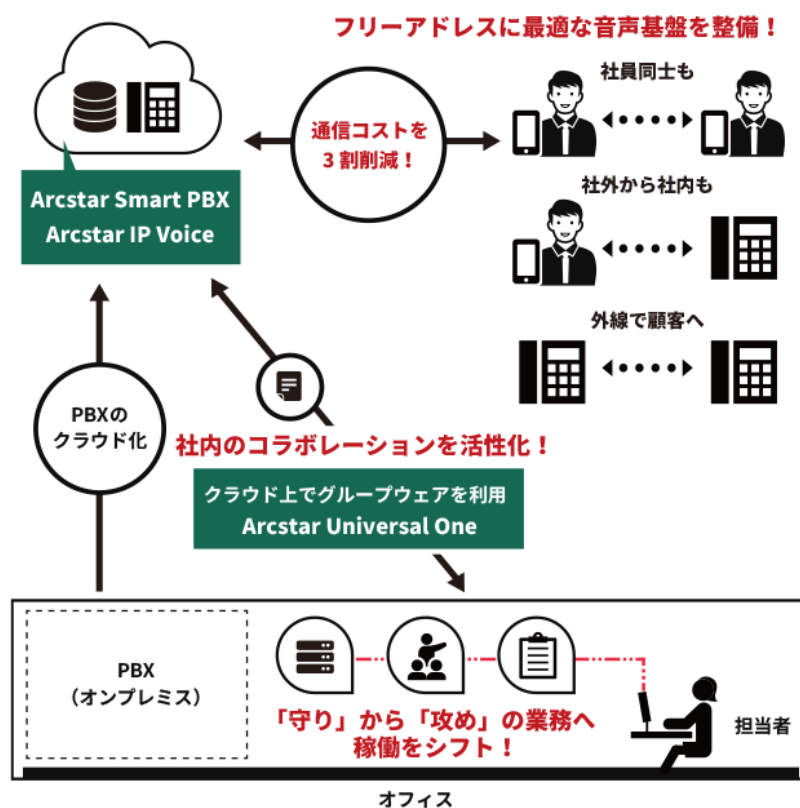 フリーアドレスに最適な音声基盤を整備！
社員同士も
通信コストを
3 割削減！
社外から社内も
Arcstar Smart PBX
Arcstar IP Voice
外線で顧客へ
PBXの
クラウド化
社内のコラボレーションを活性化！
クラウド上でグループウェアを利用
Arcstar Universal One
PBX
（オンプレミス）
「守り」から「攻め」の業務へ
稼働をシフト！
担当者
オフィス